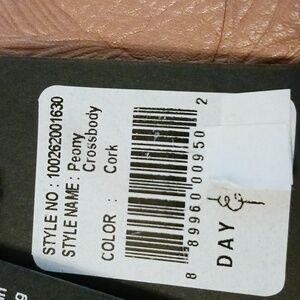 STYLE NO : 100262001630
STYLE NAME : Peony
Crossbody
COLOR : Cork
8 89960 00950 2
DAY &